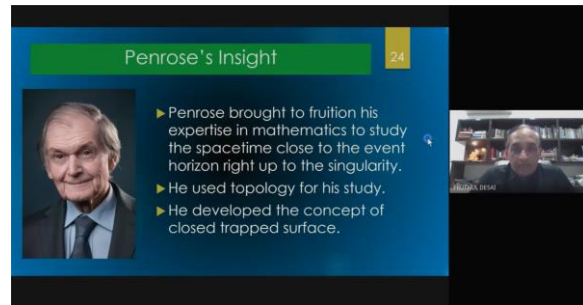 Penrose's Insight
24
Penrose brought to fruition his
expertise in mathematics to study
the spacetime close to the event
horizon right up to the singularity.
He used topology for his study.
He developed the concept of
closed trapped surface.
DESAI